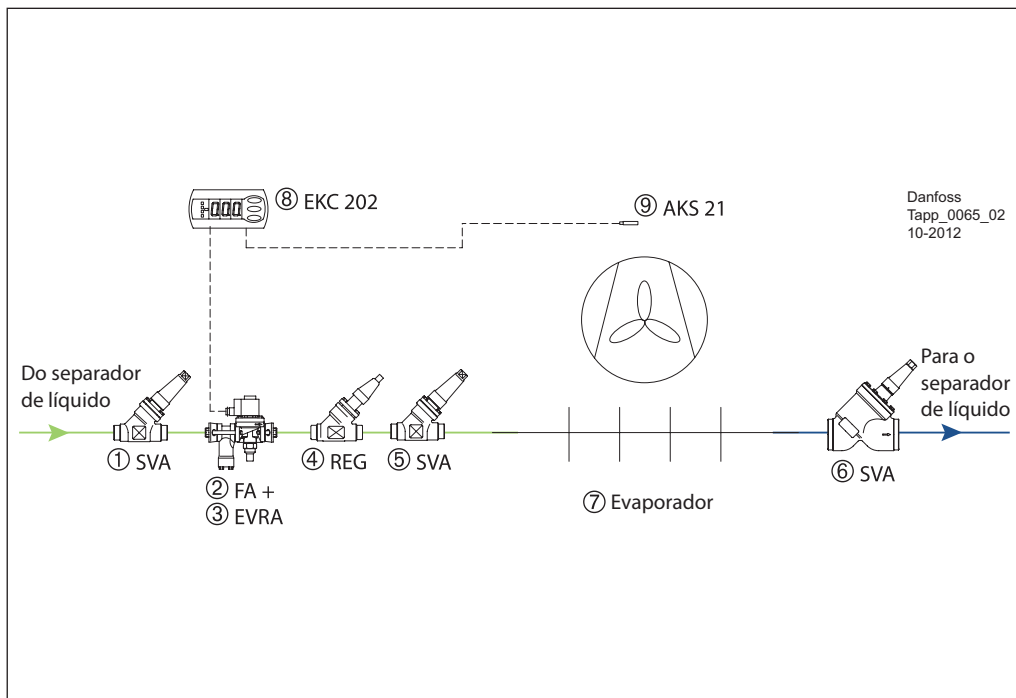 ⑧ EKC 202
⑨ AKS 21
Danfoss
Tapp_0065_02
10-2012
Do separador
de líquido
Para o
separador
de líquido
① SVA
② FA +
③ EVRA
④ REG
⑤ SVA
⑦ Evaporador
⑥ SVA